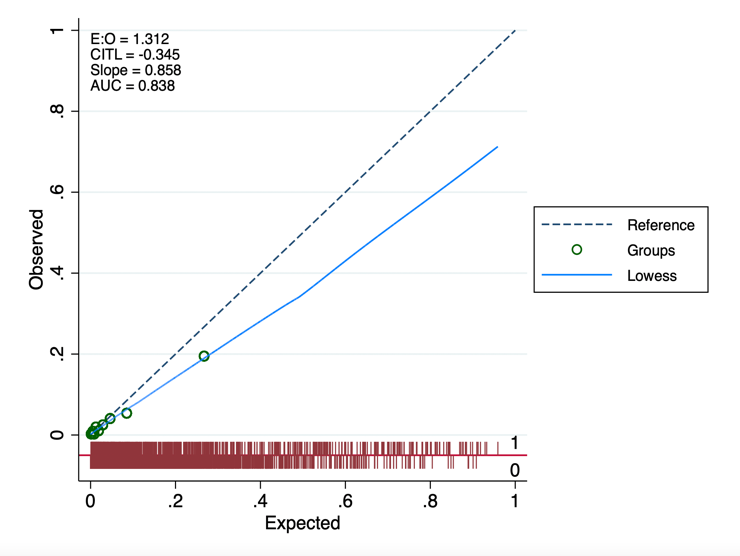 E:O = 1.312
CITL = -0.345
Slope = 0.858
AUC = 0.838
Observed
1
.8
.6
.4
.2
0
Reference
Groups
Lowess
1
0
0
.2
.4
.6
.8
1
Expected